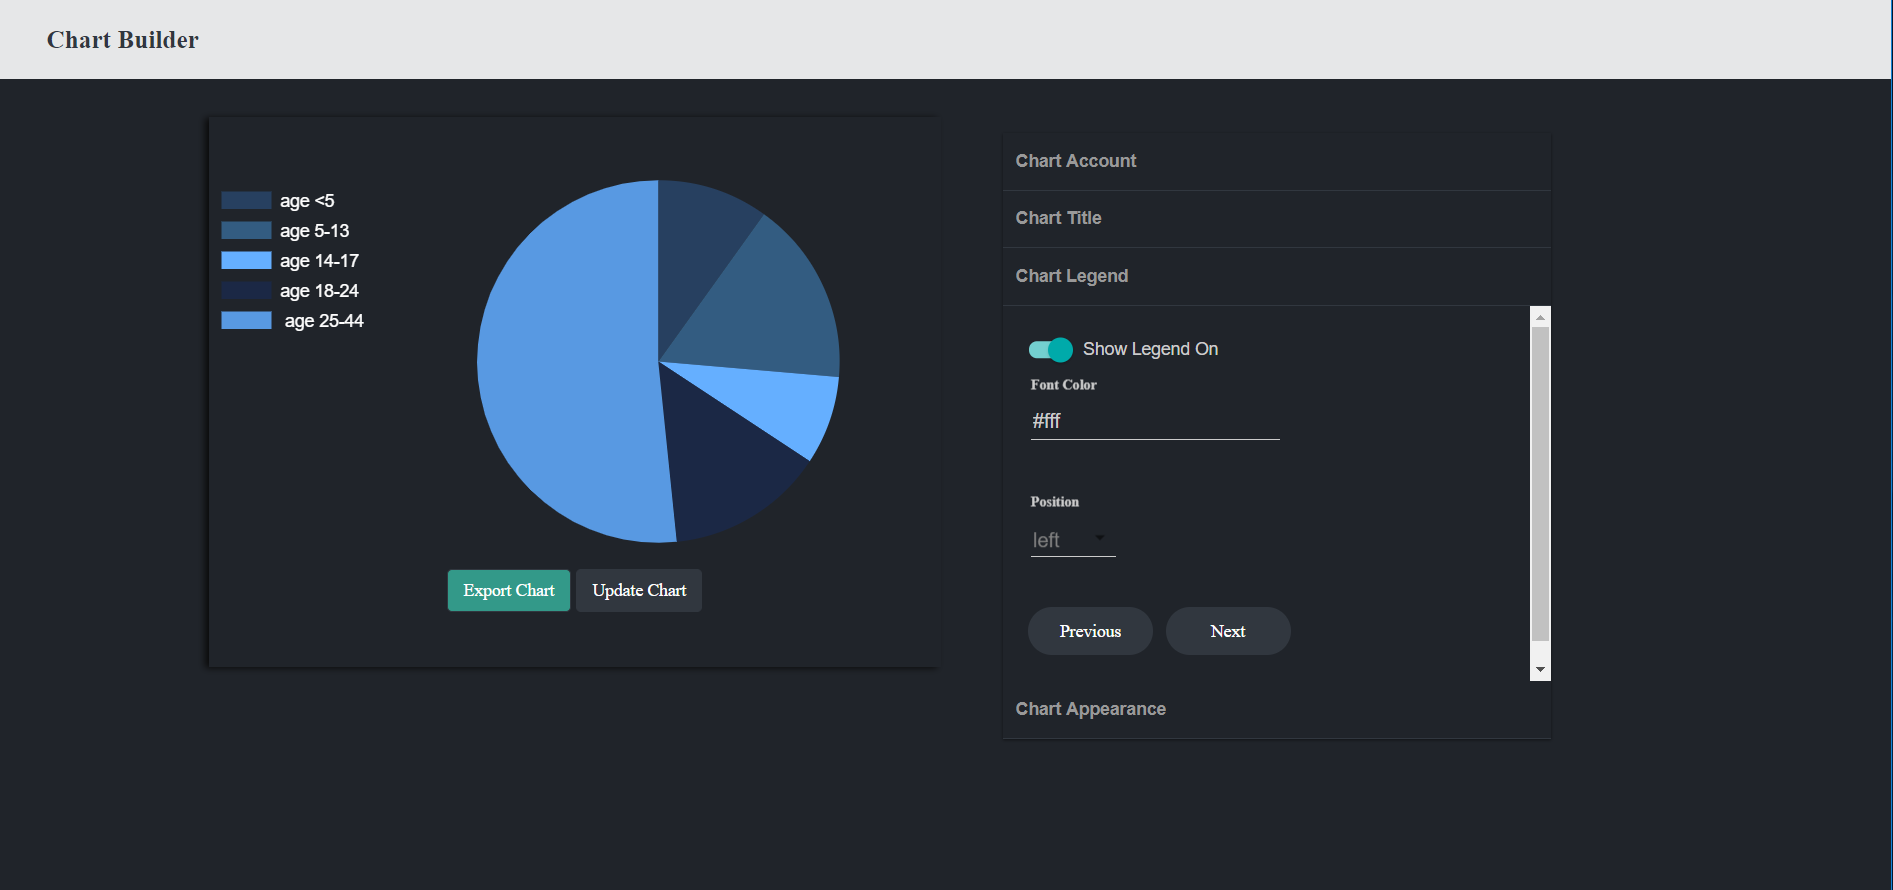 Chart Builder
age <5
age 5-13
age 14-17
age 18-24
age 25-44
Export Chart
Update Chart
Chart Account
Chart Title
Chart Legend
Show Legend On
Font Color
#fff
Position
left
Previous
Next
Chart Appearance